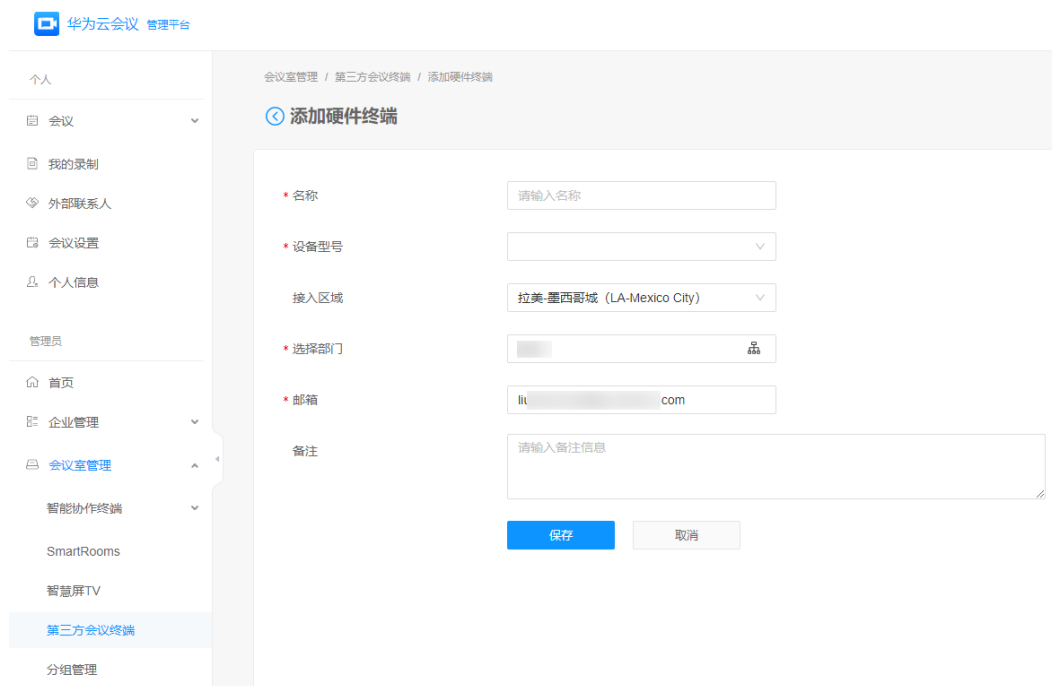 华为云会议 管理平台
个人
会议
我的录制
外部联系人
会议设置
个人信息
管理员
首页
企业管理
会议室管理
智能协作终端
SmartRooms
智慧屏TV
第三方会议终端
分组管理
会议室管理 / 第三方会议终端 / 添加硬件终端
添加硬件终端
* 名称 请输入名称
* 设备型号
接入区域 拉美-墨西哥城（LA-Mexico City）
* 选择部门
* 邮箱 liu com
备注 请输入备注信息
保存 取消